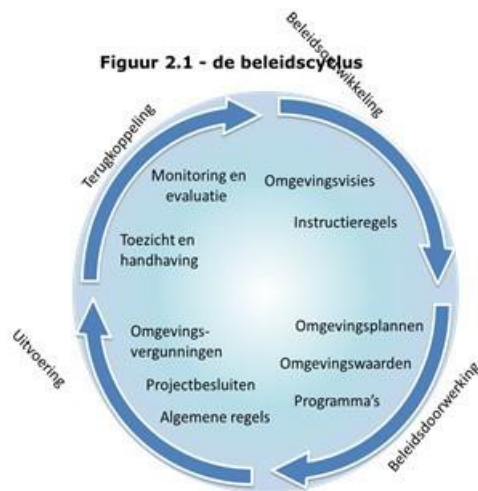 Figuur 2.1 - de beleidscyclus
Beleidsontwikkeling
Terugkoppeling
Monitoring en
evaluatie
Omgevingsvisies
Instructieregels
Toezicht en
handhaving
Omgevings-
vergunningen
Projectbesluiten
Algemene regels
Omgevingsplannen
Omgevingswaarden
Programma's
Uitvoering
Beleidsdoorwerking